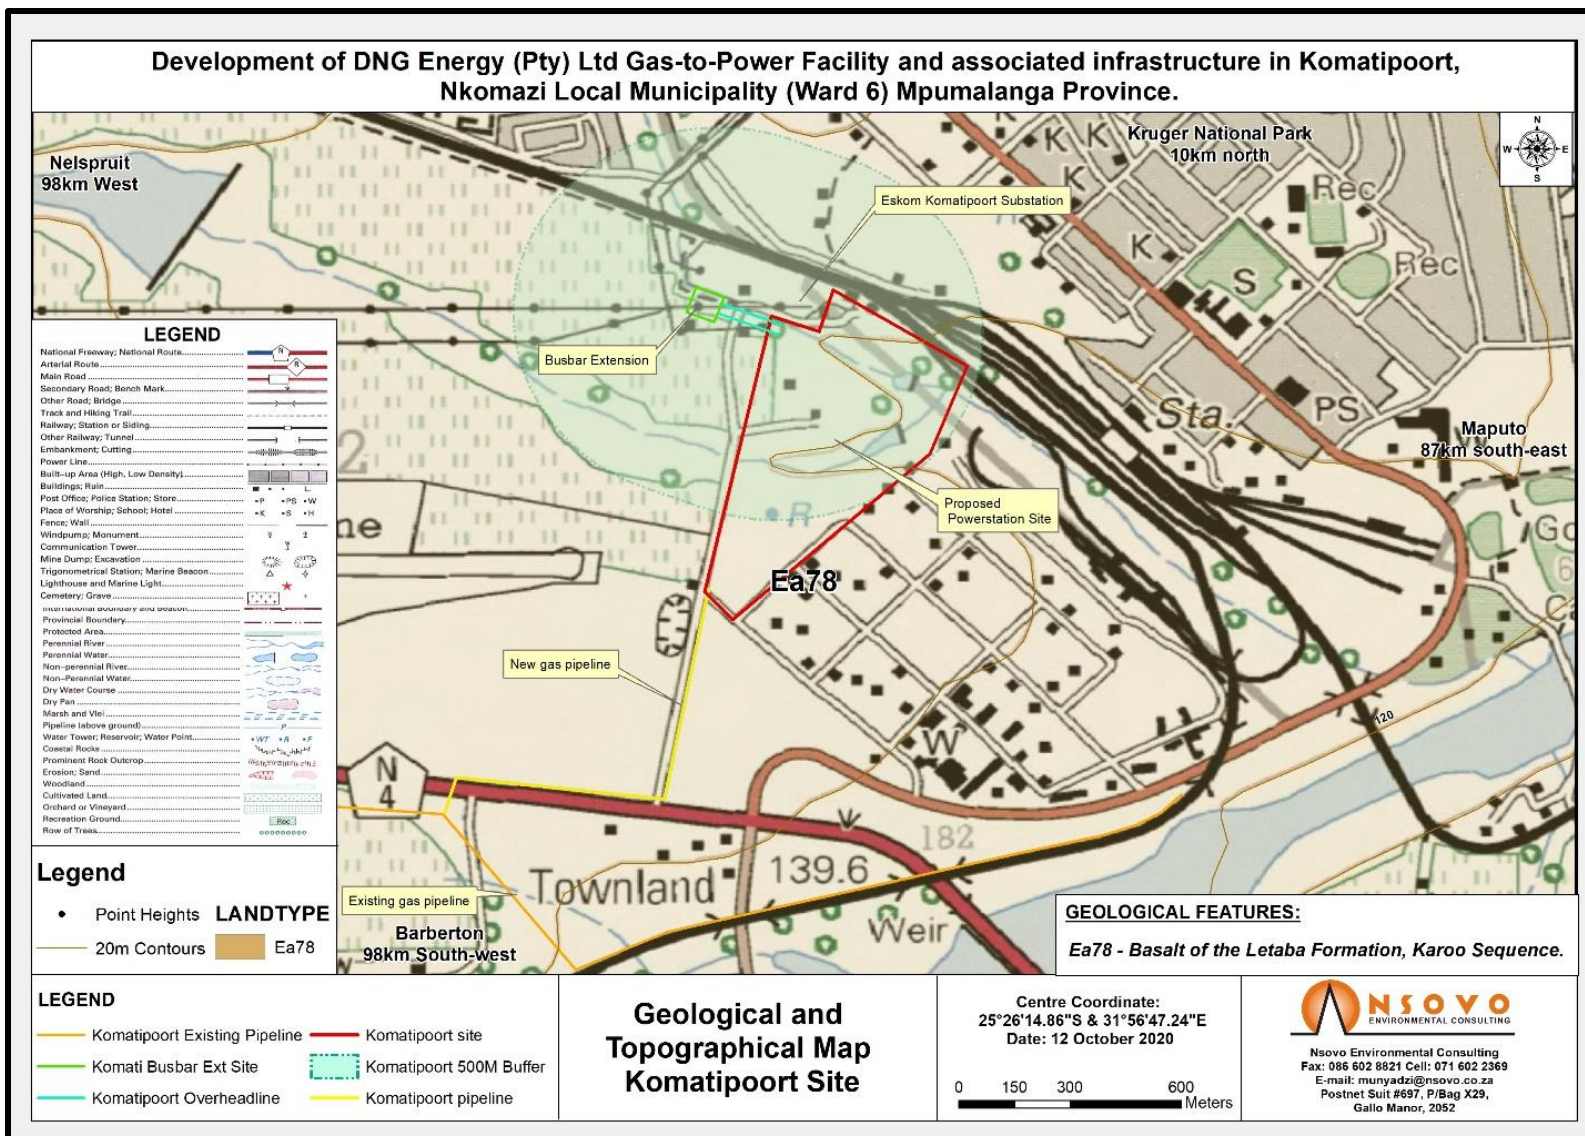 Development of DNG Energy (Pty) Ltd Gas-to-Power Facility and associated infrastructure in Komatipoort,
Nkomazi Local Municipality (Ward 6) Mpumalanga Province.
Nelspruit
98km West
Kruger National Park
10km north
N
W E
S
K
K
K
K
K
Rec
Rec
S
Eskom Komatipoort Substation
Busbar Extension
Sta.
PS
Maputo
87km south-east
Proposed
Powerstation Site
R
Ea78
New gas pipeline
N
4
W
120
182
139.6
Townland
Weir
Existing gas pipeline
Barberton
98km South-west
LEGEND
National Freeway; National Route
Arterial Route
Main Road
Secondary Road; Bench Mark
Other Road; Bridge
Track and Hiking Trail
Railway; Station or Siding
Other Railway; Tunnel
Embankment; Cutting
Power Line
Built-up Area (High, Low Density)
Buildings; Ruin
Post Office; Police Station; Store •P •PS •W
Place of Worship; School; Hotel •K •S •H
Fence; Wall
Windpump; Monument
Communication Tower
Mine Dump; Excavation
Trigonometrical Station; Marine Beacon
Lighthouse and Marine Light
Cemetery; Grave
International Boundary and Beacon
Provincial Boundary
Protected Area
Perennial River
Perennial Water
Non-perennial River
Non-Perennial Water
Dry Water Course
Dry Pan
Marsh and Vlei
Pipeline (above ground)
Water Tower; Reservoir; Water Point •WT •R •F
Coastal Rocks
Prominent Rock Outcrop
Erosion; Sand
Woodland
Cultivated Land
Orchard or Vineyard
Recreation Ground Rec
Row of Trees
Legend
Point Heights LANDTYPE
20m Contours Ea78
GEOLOGICAL FEATURES:
Ea78 - Basalt of the Letaba Formation, Karoo Sequence.
LEGEND
Komatipoort Existing Pipeline Komatipoort site
Komati Busbar Ext Site Komatipoort 500M Buffer
Komatipoort Overheadline Komatipoort pipeline
Geological and
Topographical Map
Komatipoort Site
Centre Coordinate:
25°26'14.86"S & 31°56'47.24"E
Date: 12 October 2020
0 150 300 600
Meters
NSOVO
ENVIRONMENTAL CONSULTING
Nsovo Environmental Consulting
Fax: 086 602 8821 Cell: 071 602 2369
E-mail: munyadzi@nsovo.co.za
Postnet Suit #697, P/Bag X29,
Gallo Manor, 2052